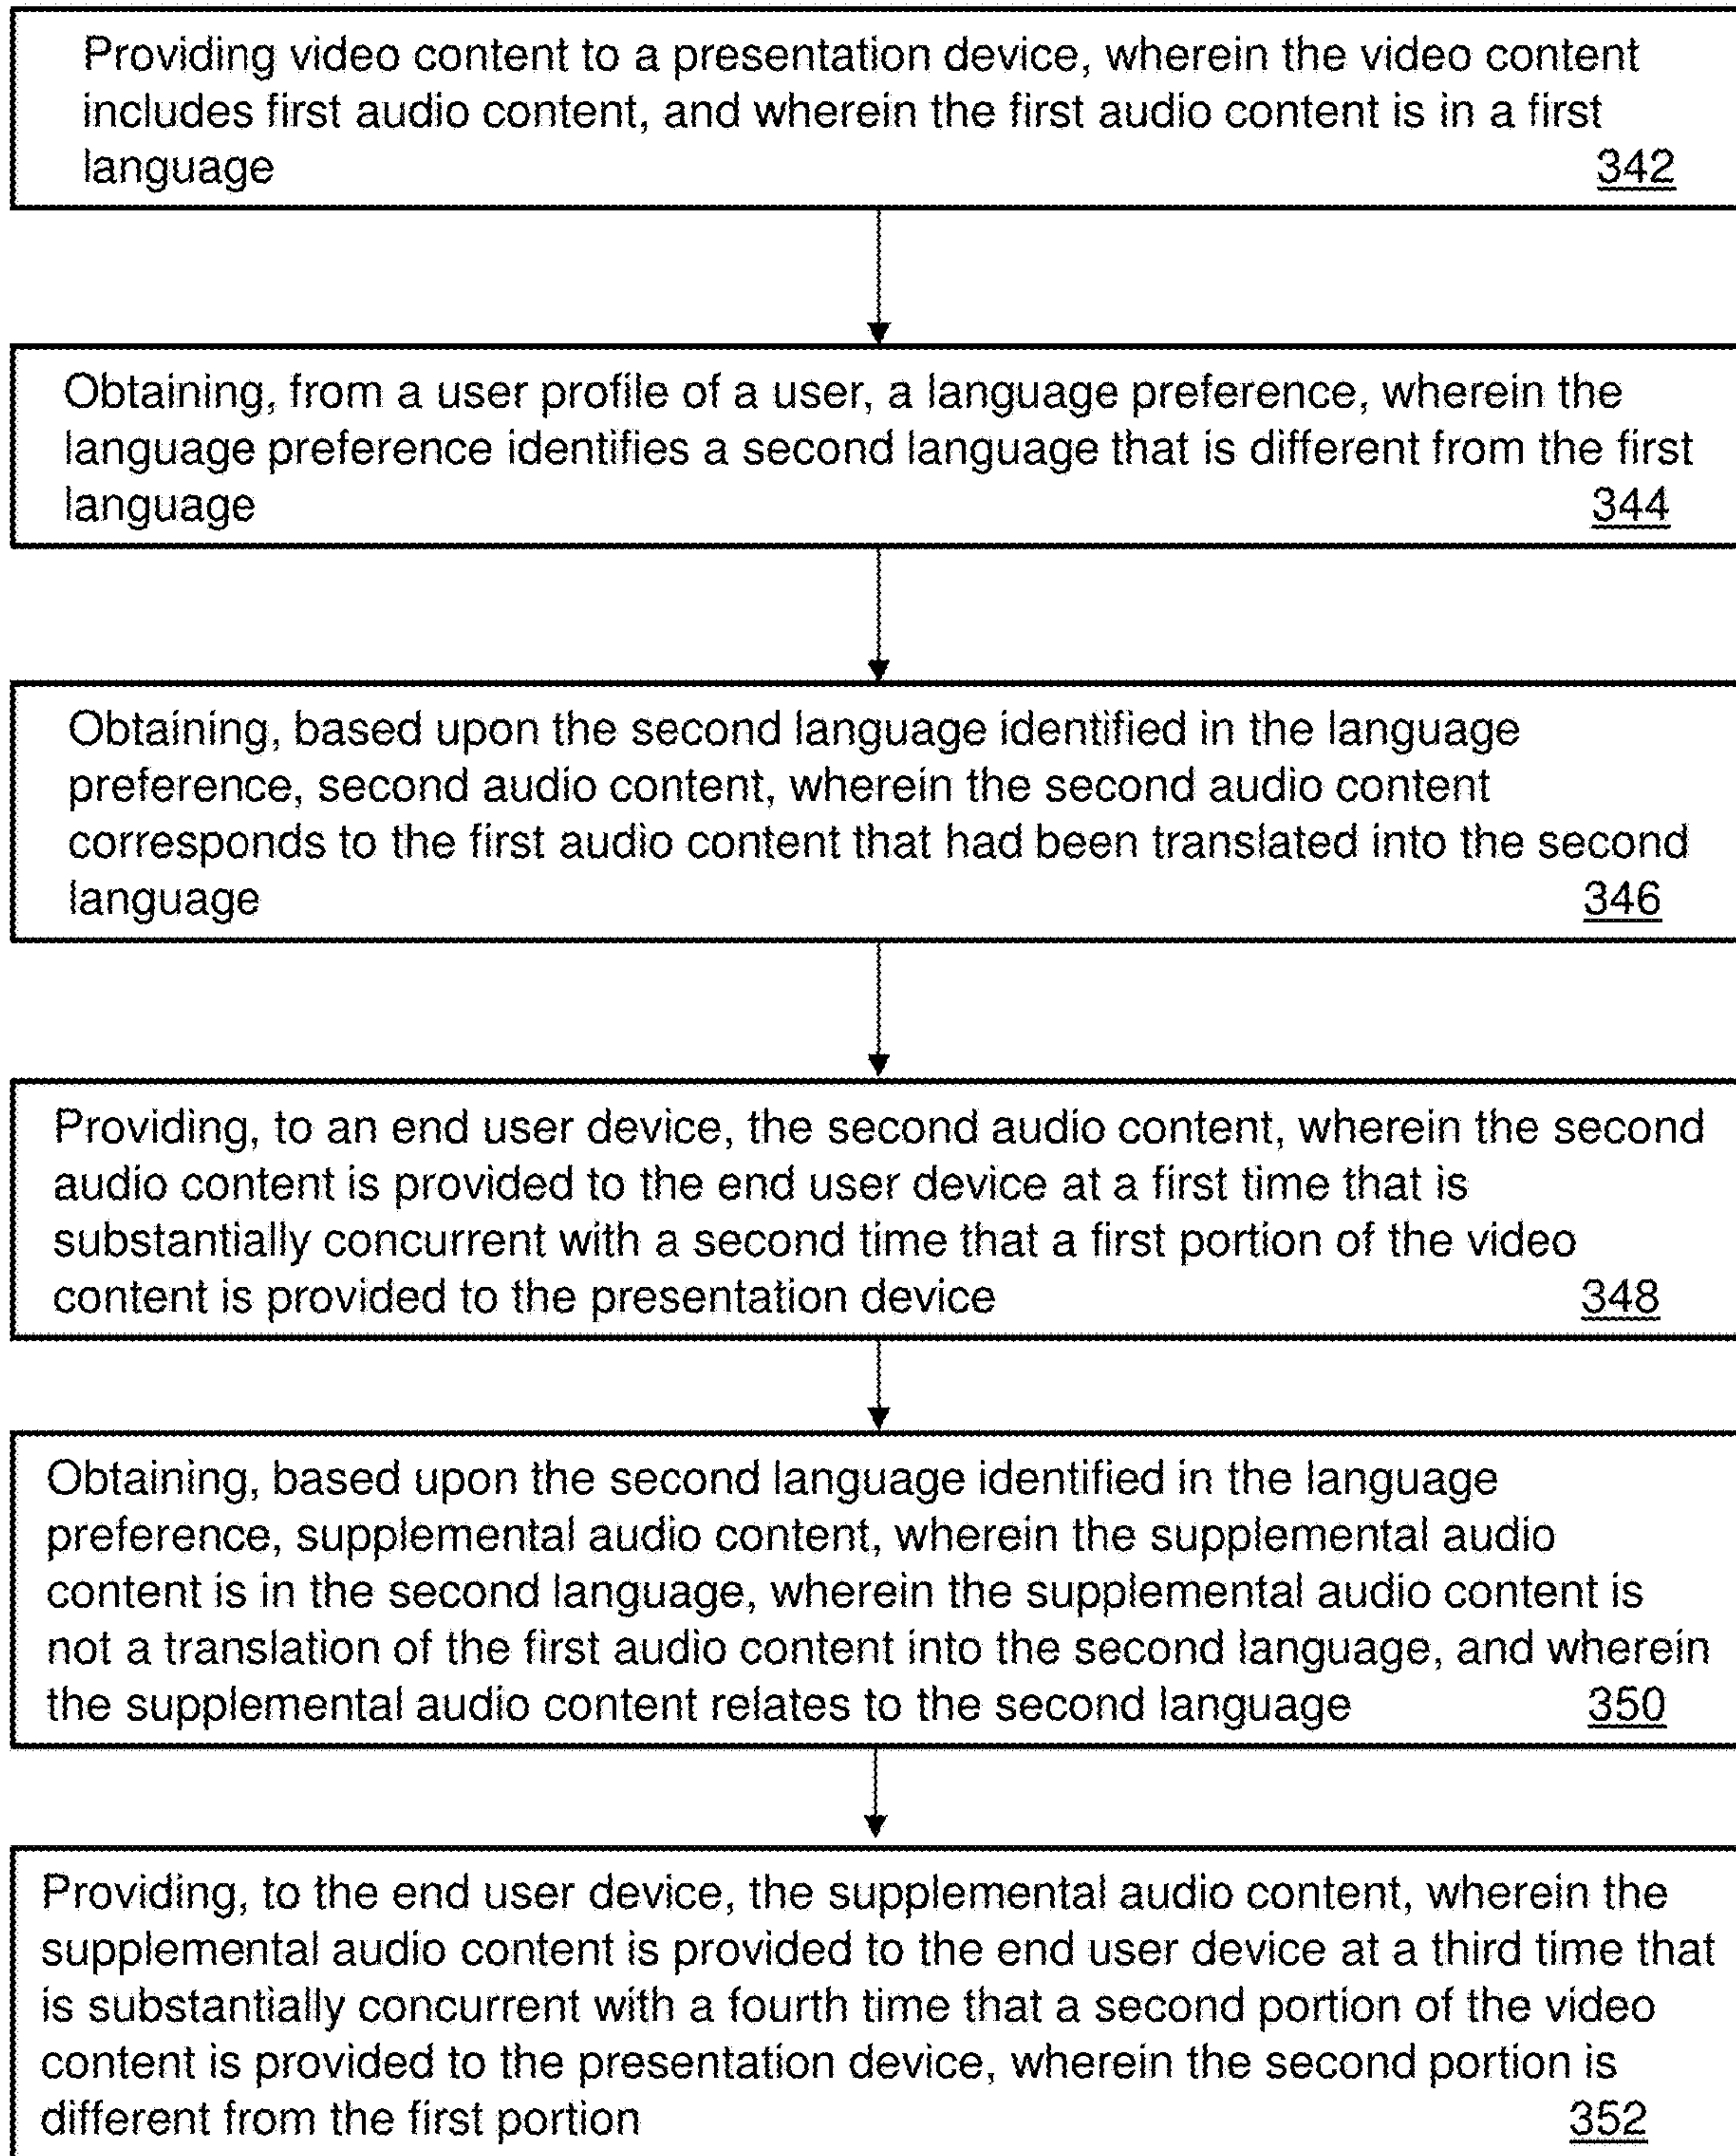 Providing video content to a presentation device, wherein the video content
includes first audio content, and wherein the first audio content is in a first
language 342
Obtaining, from a user profile of a user, a language preference, wherein the
language preference identifies a second language that is different from the first
language 344
Obtaining, based upon the second language identified in the language
preference, second audio content, wherein the second audio content
corresponds to the first audio content that had been translated into the second
language 346
Providing, to an end user device, the second audio content, wherein the second
audio content is provided to the end user device at a first time that is
substantially concurrent with a second time that a first portion of the video
content is provided to the presentation device 348
Obtaining, based upon the second language identified in the language
preference, supplemental audio content, wherein the supplemental audio
content is in the second language, wherein the supplemental audio content is
not a translation of the first audio content into the second language, and wherein
the supplemental audio content relates to the second language 350
Providing, to the end user device, the supplemental audio content, wherein the
supplemental audio content is provided to the end user device at a third time that
is substantially concurrent with a fourth time that a second portion of the video
content is provided to the presentation device, wherein the second portion is
different from the first portion 352